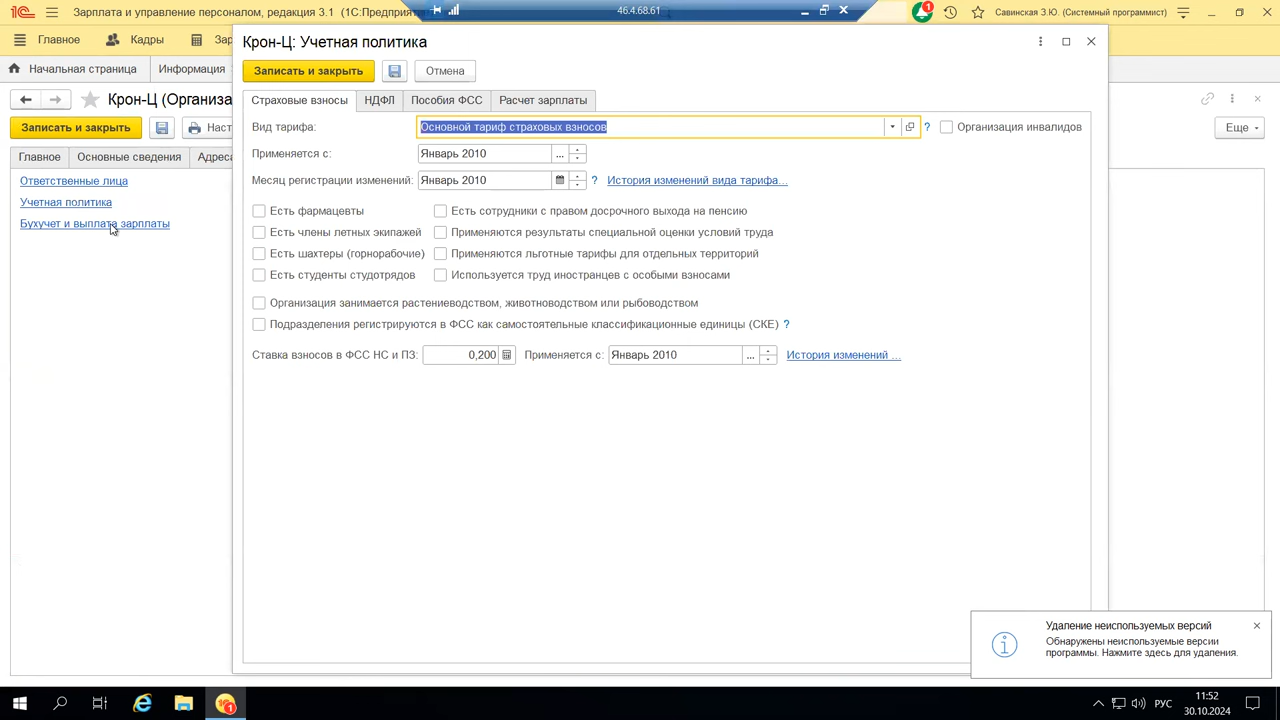 Зарплата и управление персоналом, редакция 3.1 (1С:Предприят
46.4.68.61
1
Савинская З.Ю. (Системный программист)
Главное
Кадры
Зар
Начальная страница
Информация
Крон-Ц (Организа
Записать и закрыть
Наст
Еще
Главное
Основные сведения
Адреса
Ответственные лица
Учетная политика
Бухучет и выплата зарплаты
Крон-Ц: Учетная политика
Записать и закрыть
Отмена
Страховые взносы
НДФЛ
Пособия ФСС
Расчет зарплаты
Вид тарифа:
Основной тариф страховых взносов
?
Организация инвалидов
Применяется с:
Январь 2010
...
Месяц регистрации изменений:
Январь 2010
?
История изменений вида тарифа...
Есть фармацевты
Есть сотрудники с правом досрочного выхода на пенсию
Есть члены летных экипажей
Применяются результаты специальной оценки условий труда
Есть шахтеры (горнорабочие)
Применяются льготные тарифы для отдельных территорий
Есть студенты студотрядов
Используется труд иностранцев с особыми взносами
Организация занимается растениеводством, животноводством или рыбоводством
Подразделения регистрируются в ФСС как самостоятельные классификационные единицы (СКЕ) ?
Ставка взносов в ФСС НС и ПЗ:
0,200
Применяется с:
Январь 2010
...
История изменений ...
Удаление неиспользуемых версий
Обнаружены неиспользуемые версии
программы. Нажмите здесь для удаления.
1
РУС
11:52
30.10.2024